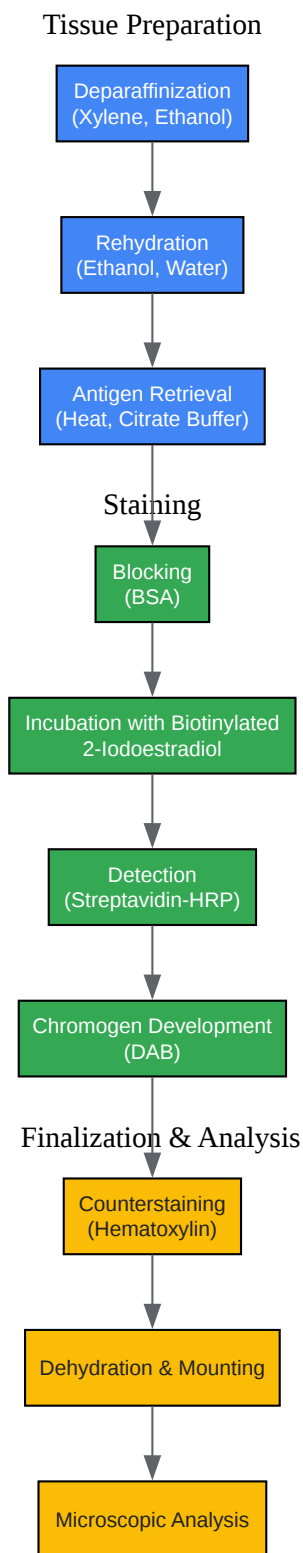 Tissue Preparation
Deparaffinization
(Xylene, Ethanol)
Rehydration
(Ethanol, Water)
Antigen Retrieval
(Heat, Citrate Buffer)
Staining
Blocking
(BSA)
Incubation with Biotinylated
2-Iodoestradiol
Detection
(Streptavidin-HRP)
Chromogen Development
(DAB)
Finalization & Analysis
Counterstaining
(Hematoxylin)
Dehydration & Mounting
Microscopic Analysis